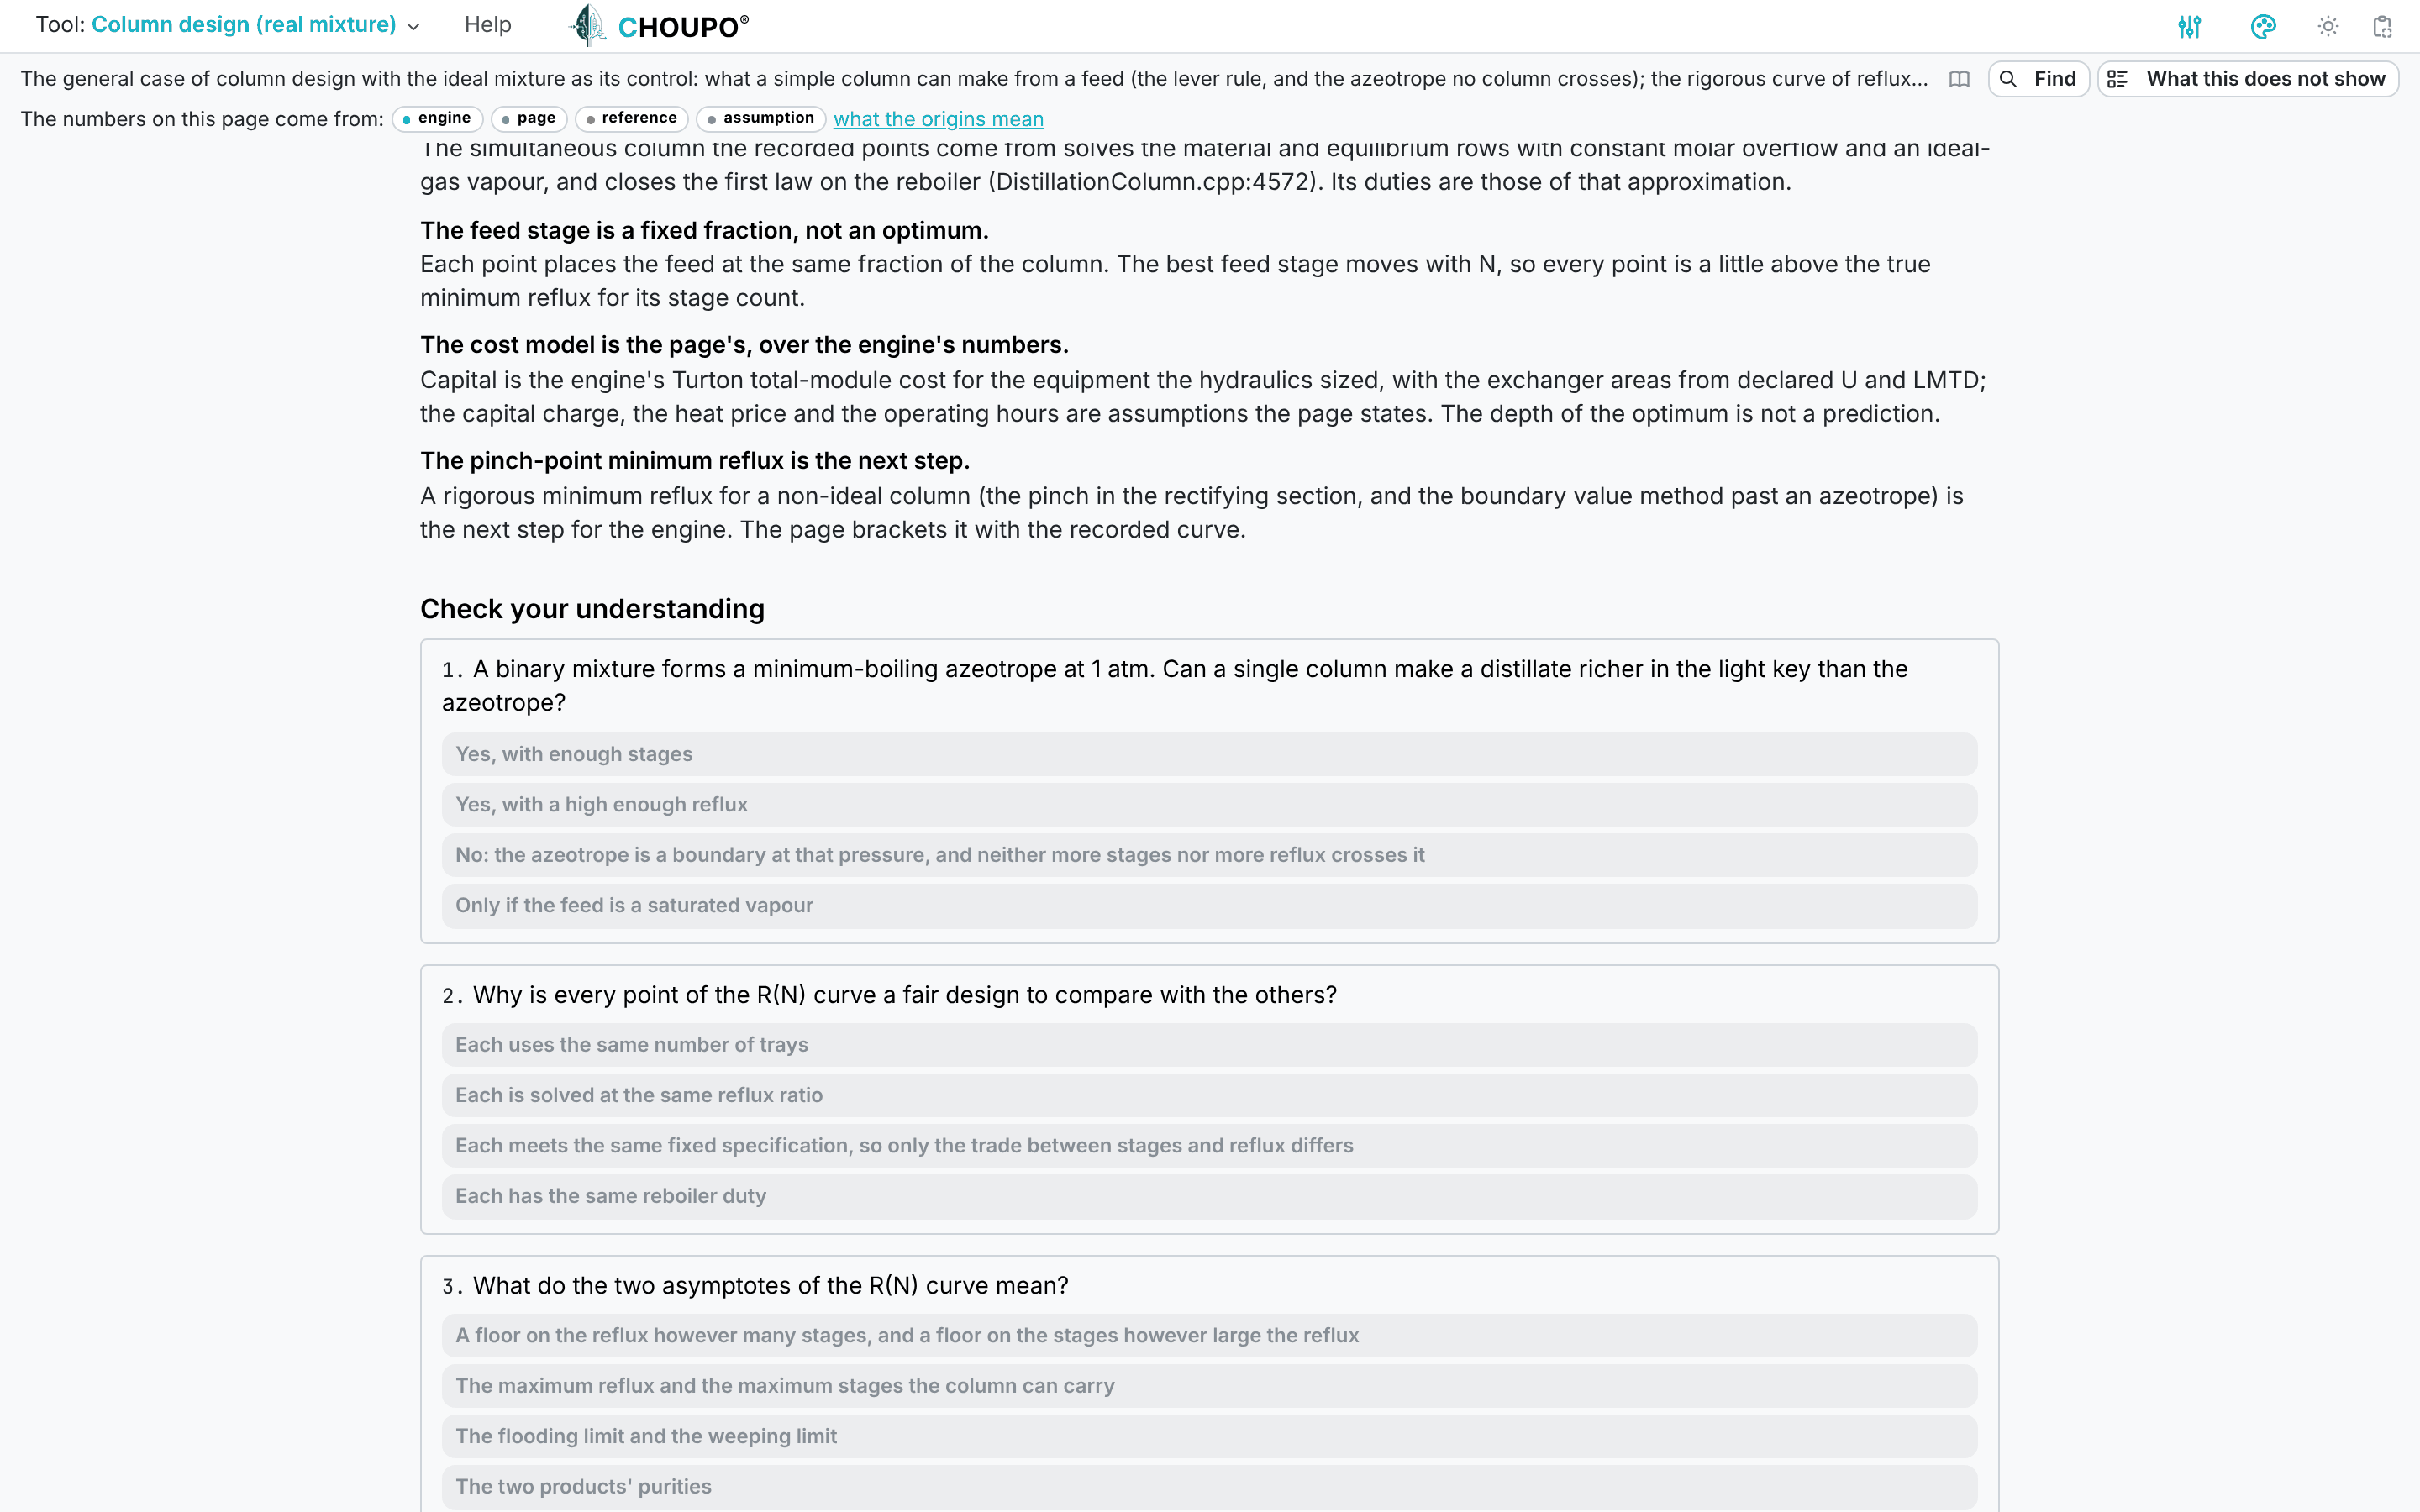 Tool: Column design (real mixture)
Help
CHOUPO®
The general case of column design with the ideal mixture as its control: what a simple column can make from a feed (the lever rule, and the azeotrope no column crosses); the rigorous curve of reflux...
Find
What this does not show
The numbers on this page come from: engine page reference assumption what the origins mean
The simultaneous column the recorded points come from solves the material and equilibrium rows with constant molar overflow and an ideal-
gas vapour, and closes the first law on the reboiler (DistillationColumn.cpp:4572). Its duties are those of that approximation.
The feed stage is a fixed fraction, not an optimum.
Each point places the feed at the same fraction of the column. The best feed stage moves with N, so every point is a little above the true
minimum reflux for its stage count.
The cost model is the page's, over the engine's numbers.
Capital is the engine's Turton total-module cost for the equipment the hydraulics sized, with the exchanger areas from declared U and LMTD;
the capital charge, the heat price and the operating hours are assumptions the page states. The depth of the optimum is not a prediction.
The pinch-point minimum reflux is the next step.
A rigorous minimum reflux for a non-ideal column (the pinch in the rectifying section, and the boundary value method past an azeotrope) is
the next step for the engine. The page brackets it with the recorded curve.
Check your understanding
1. A binary mixture forms a minimum-boiling azeotrope at 1 atm. Can a single column make a distillate richer in the light key than the
azeotrope?
Yes, with enough stages
Yes, with a high enough reflux
No: the azeotrope is a boundary at that pressure, and neither more stages nor more reflux crosses it
Only if the feed is a saturated vapour
2. Why is every point of the R(N) curve a fair design to compare with the others?
Each uses the same number of trays
Each is solved at the same reflux ratio
Each meets the same fixed specification, so only the trade between stages and reflux differs
Each has the same reboiler duty
3. What do the two asymptotes of the R(N) curve mean?
A floor on the reflux however many stages, and a floor on the stages however large the reflux
The maximum reflux and the maximum stages the column can carry
The flooding limit and the weeping limit
The two products' purities